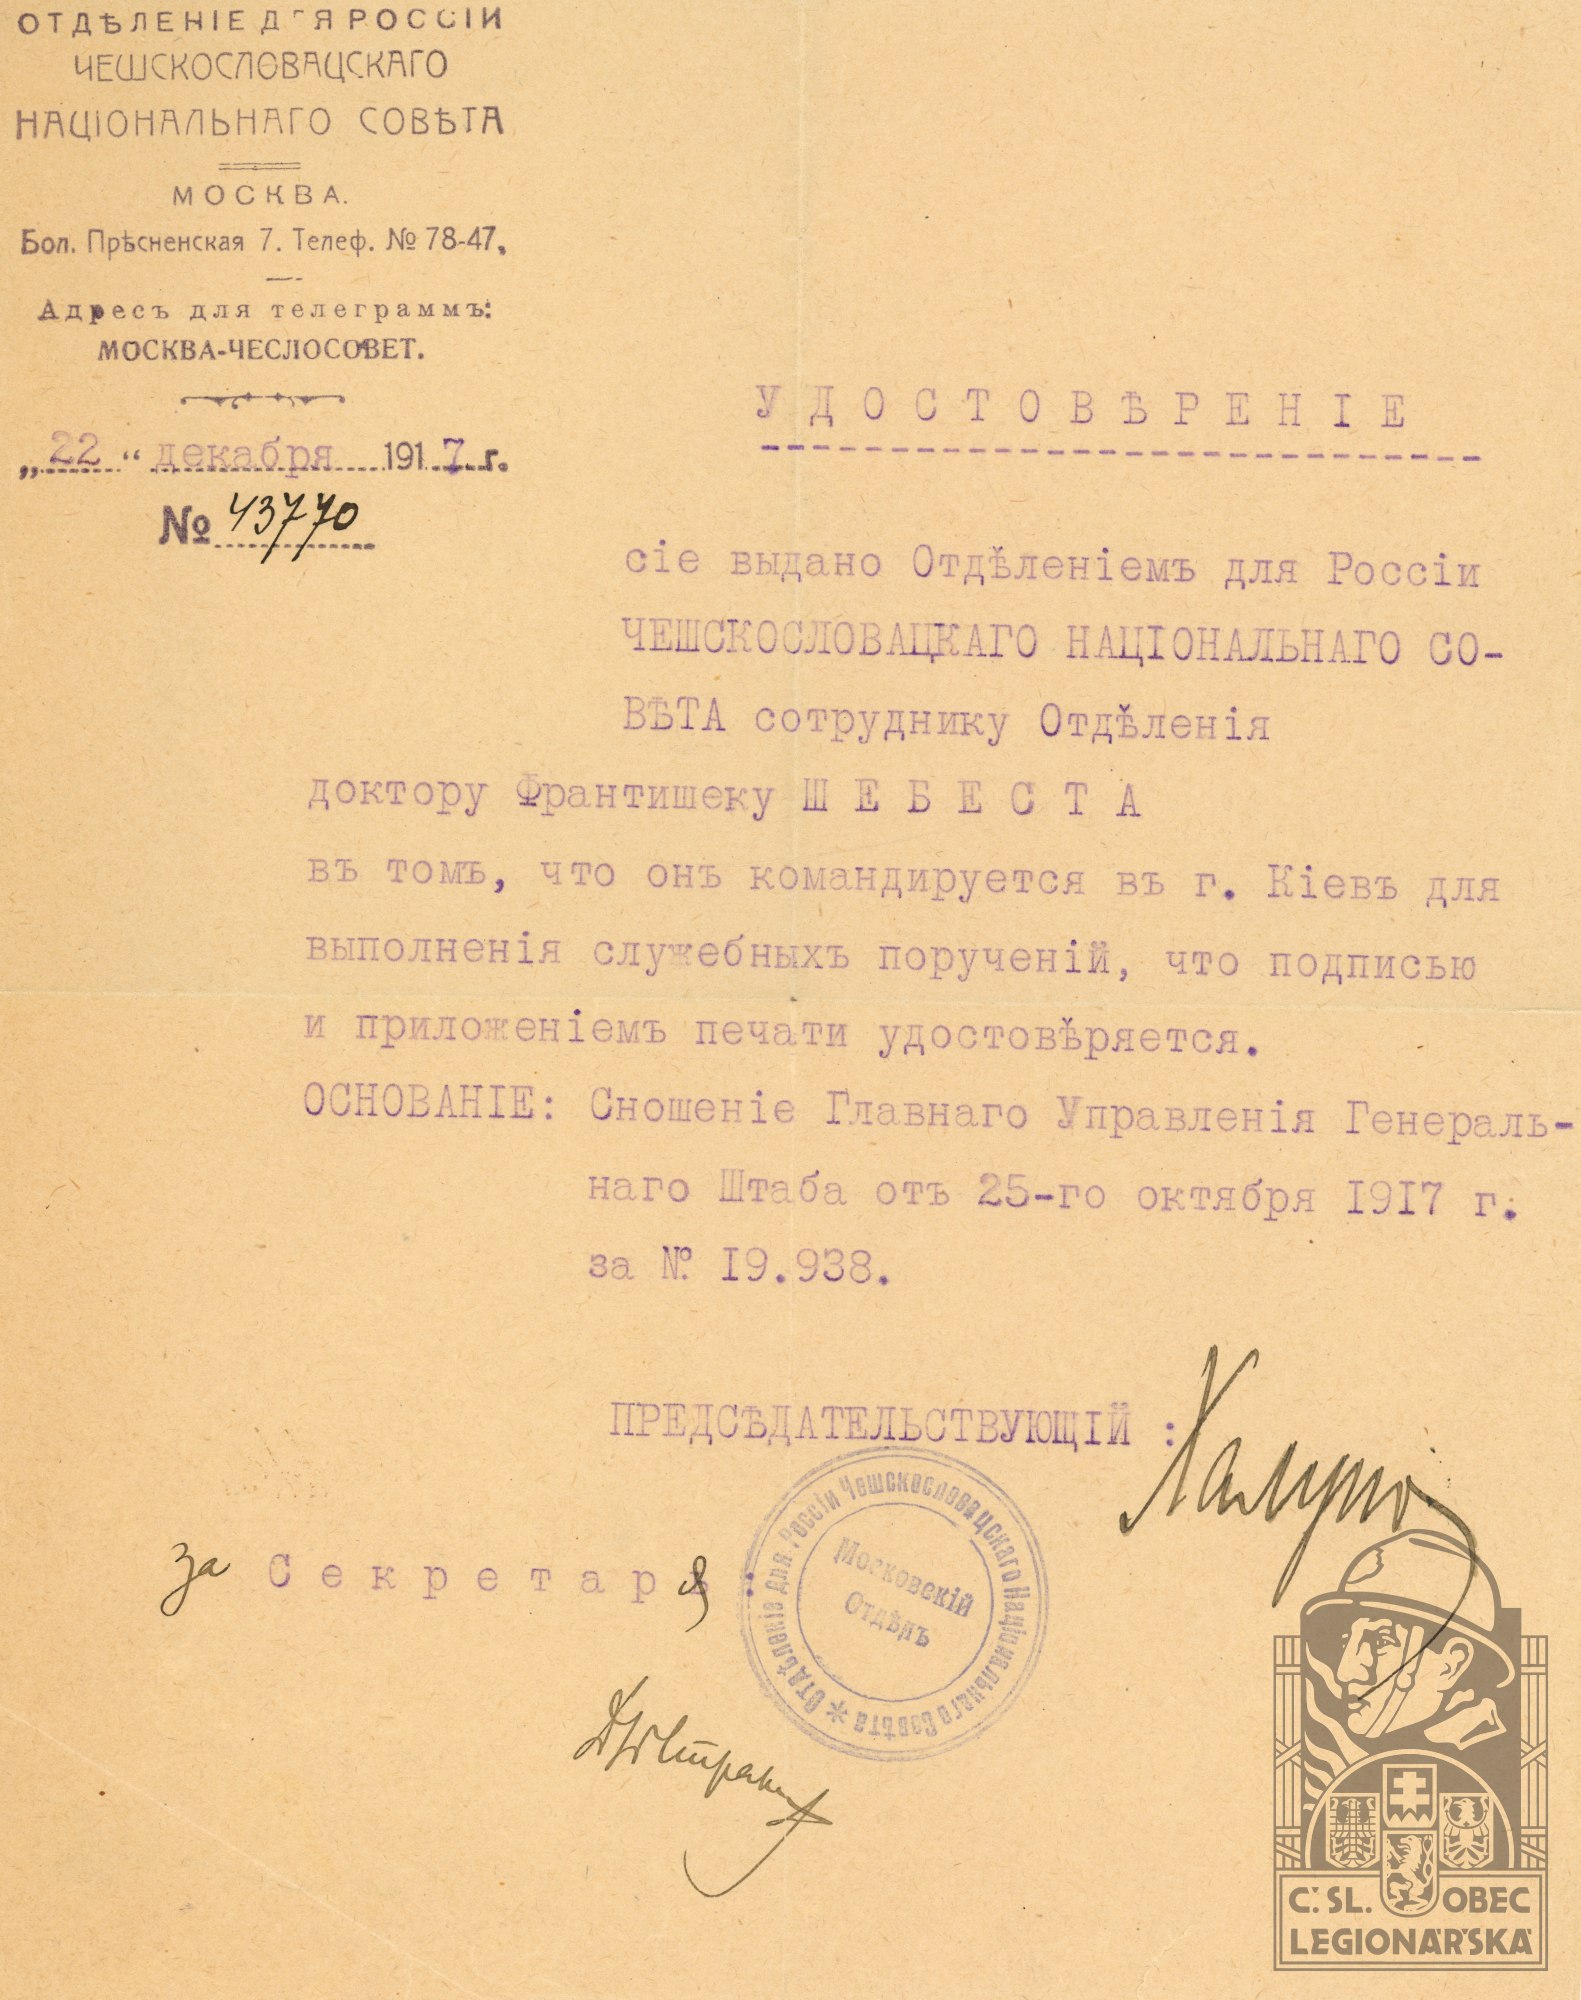 ОТДѢЛЕНІЕ ДЛЯ РОССІИ
ЧЕШСКОСЛОВАЦСКАГО
НАЦІОНАЛЬНАГО СОВѢТА
МОСКВА.
Бол. Прѣсненская 7. Телеф. № 78-47.
Адресъ для телеграммъ:
МОСКВА-ЧЕСЛОСОВЕТ.
„22“ декабря 1917 г.
№ 43770
УДОСТОВѢРЕНІЕ
сіе выдано Отдѣленіемъ для Россіи
ЧЕШСКОСЛОВАЦКАГО НАЦІОНАЛЬНАГО СО-
ВѢТА сотруднику Отдѣленія
доктору Франтишеку ШЕБЕСТА
въ томъ, что онъ командируется въ г. Кіевъ для
выполненія служебныхъ порученій, что подписью
и приложеніемъ печати удостовѣряется.
ОСНОВАНІЕ: Сношеніе Главнаго Управленія Генераль-
наго Штаба отъ 25-го октября 1917 г.
за № 19.938.
ПРЕДСѢДАТЕЛЬСТВУЮЩІЙ :
за Секретаря :
Отдѣленіе для Россіи Чешскословацскаго Національнаго Совѣта *
Московскій
Отдѣлъ
Č. SL. OBEC
LEGIONÁŘSKÁ